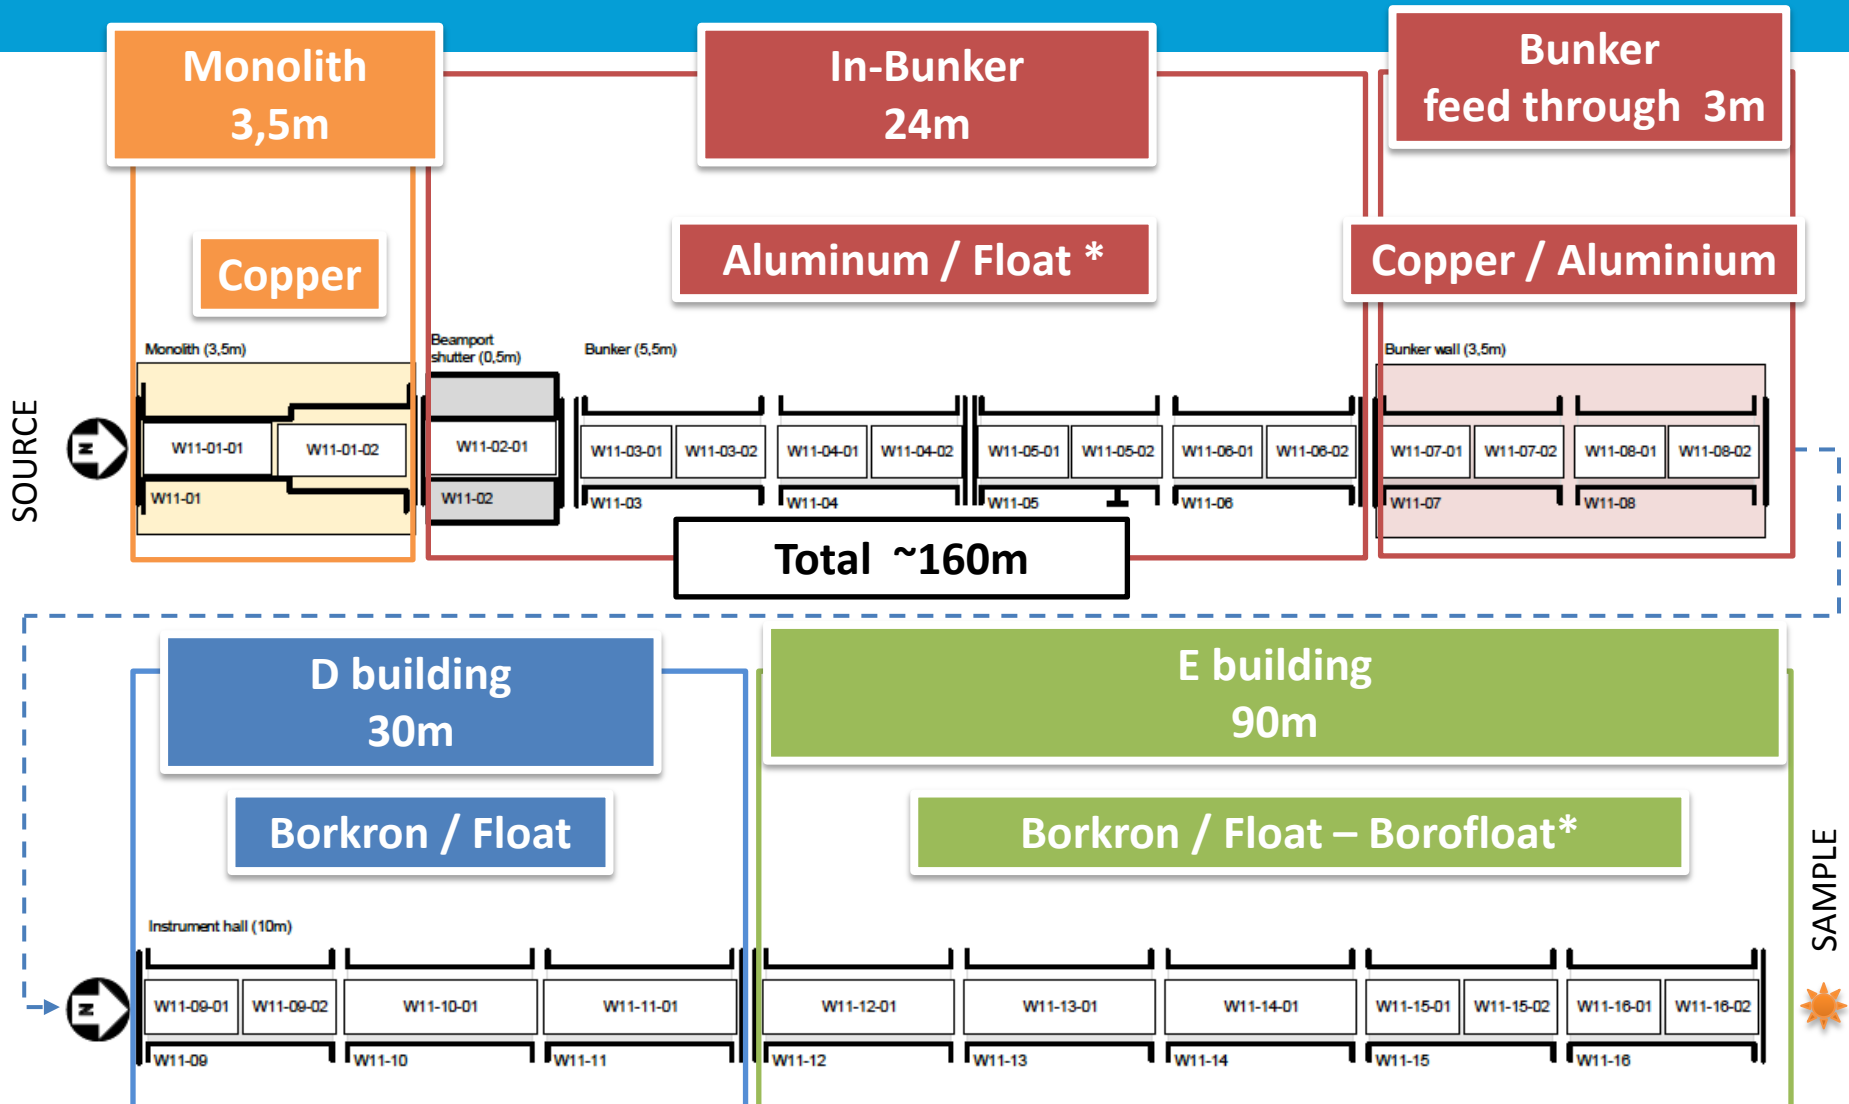 Monolith
3,5m
In-Bunker
24m
Bunker
feed through 3m
Copper
Aluminum / Float *
Copper / Aluminium
Monolith (3,5m)
Beamport
shutter (0,5m)
Bunker (5,5m)
Bunker wall (3,5m)
SOURCE
N
W11-01-01
W11-01-02
W11-02-01
W11-03-01
W11-03-02
W11-04-01
W11-04-02
W11-05-01
W11-05-02
W11-06-01
W11-06-02
W11-07-01
W11-07-02
W11-08-01
W11-08-02
W11-01
W11-02
W11-03
W11-04
W11-05
W11-06
W11-07
W11-08
Total ~160m
D building
30m
E building
90m
Borkron / Float
Borkron / Float – Borofloat*
SAMPLE
Instrument hall (10m)
N
W11-09-01
W11-09-02
W11-10-01
W11-11-01
W11-12-01
W11-13-01
W11-14-01
W11-15-01
W11-15-02
W11-16-01
W11-16-02
W11-09
W11-10
W11-11
W11-12
W11-13
W11-14
W11-15
W11-16